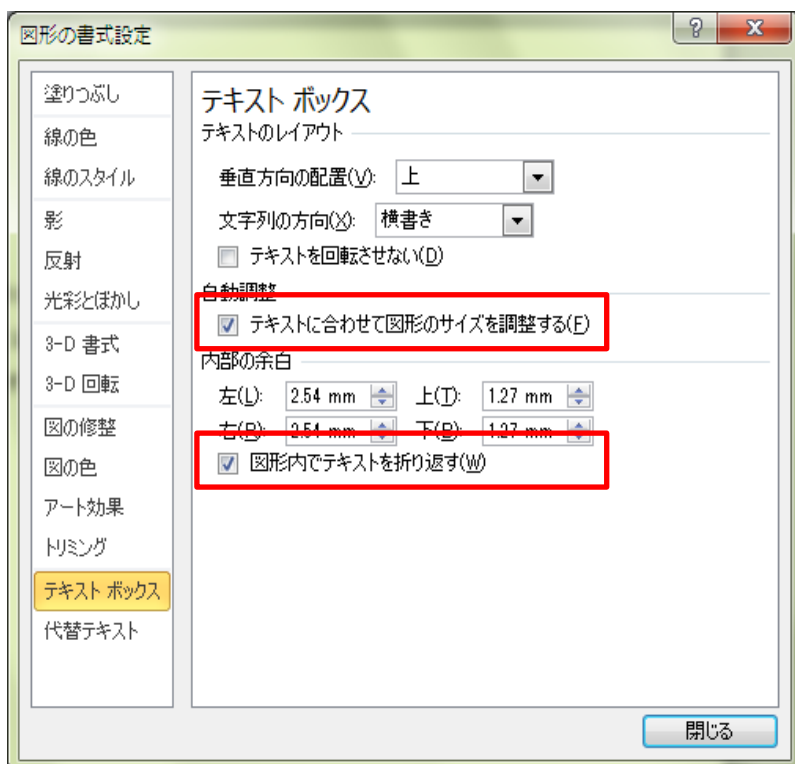 図形の書式設定
塗りつぶし
線の色
線のスタイル
影
反射
光彩とぼかし
3-D 書式
3-D 回転
図の修整
図の色
アート効果
トリミング
テキスト ボックス
代替テキスト
テキスト ボックス
テキストのレイアウト
垂直方向の配置(V): 上
文字列の方向(X): 横書き
テキストを回転させない(D)
自動調整
テキストに合わせて図形のサイズを調整する(F)
内部の余白
左(L): 2.54 mm 上(T): 1.27 mm
右(R): 2.54 mm 下(B): 1.27 mm
図形内でテキストを折り返す(W)
閉じる